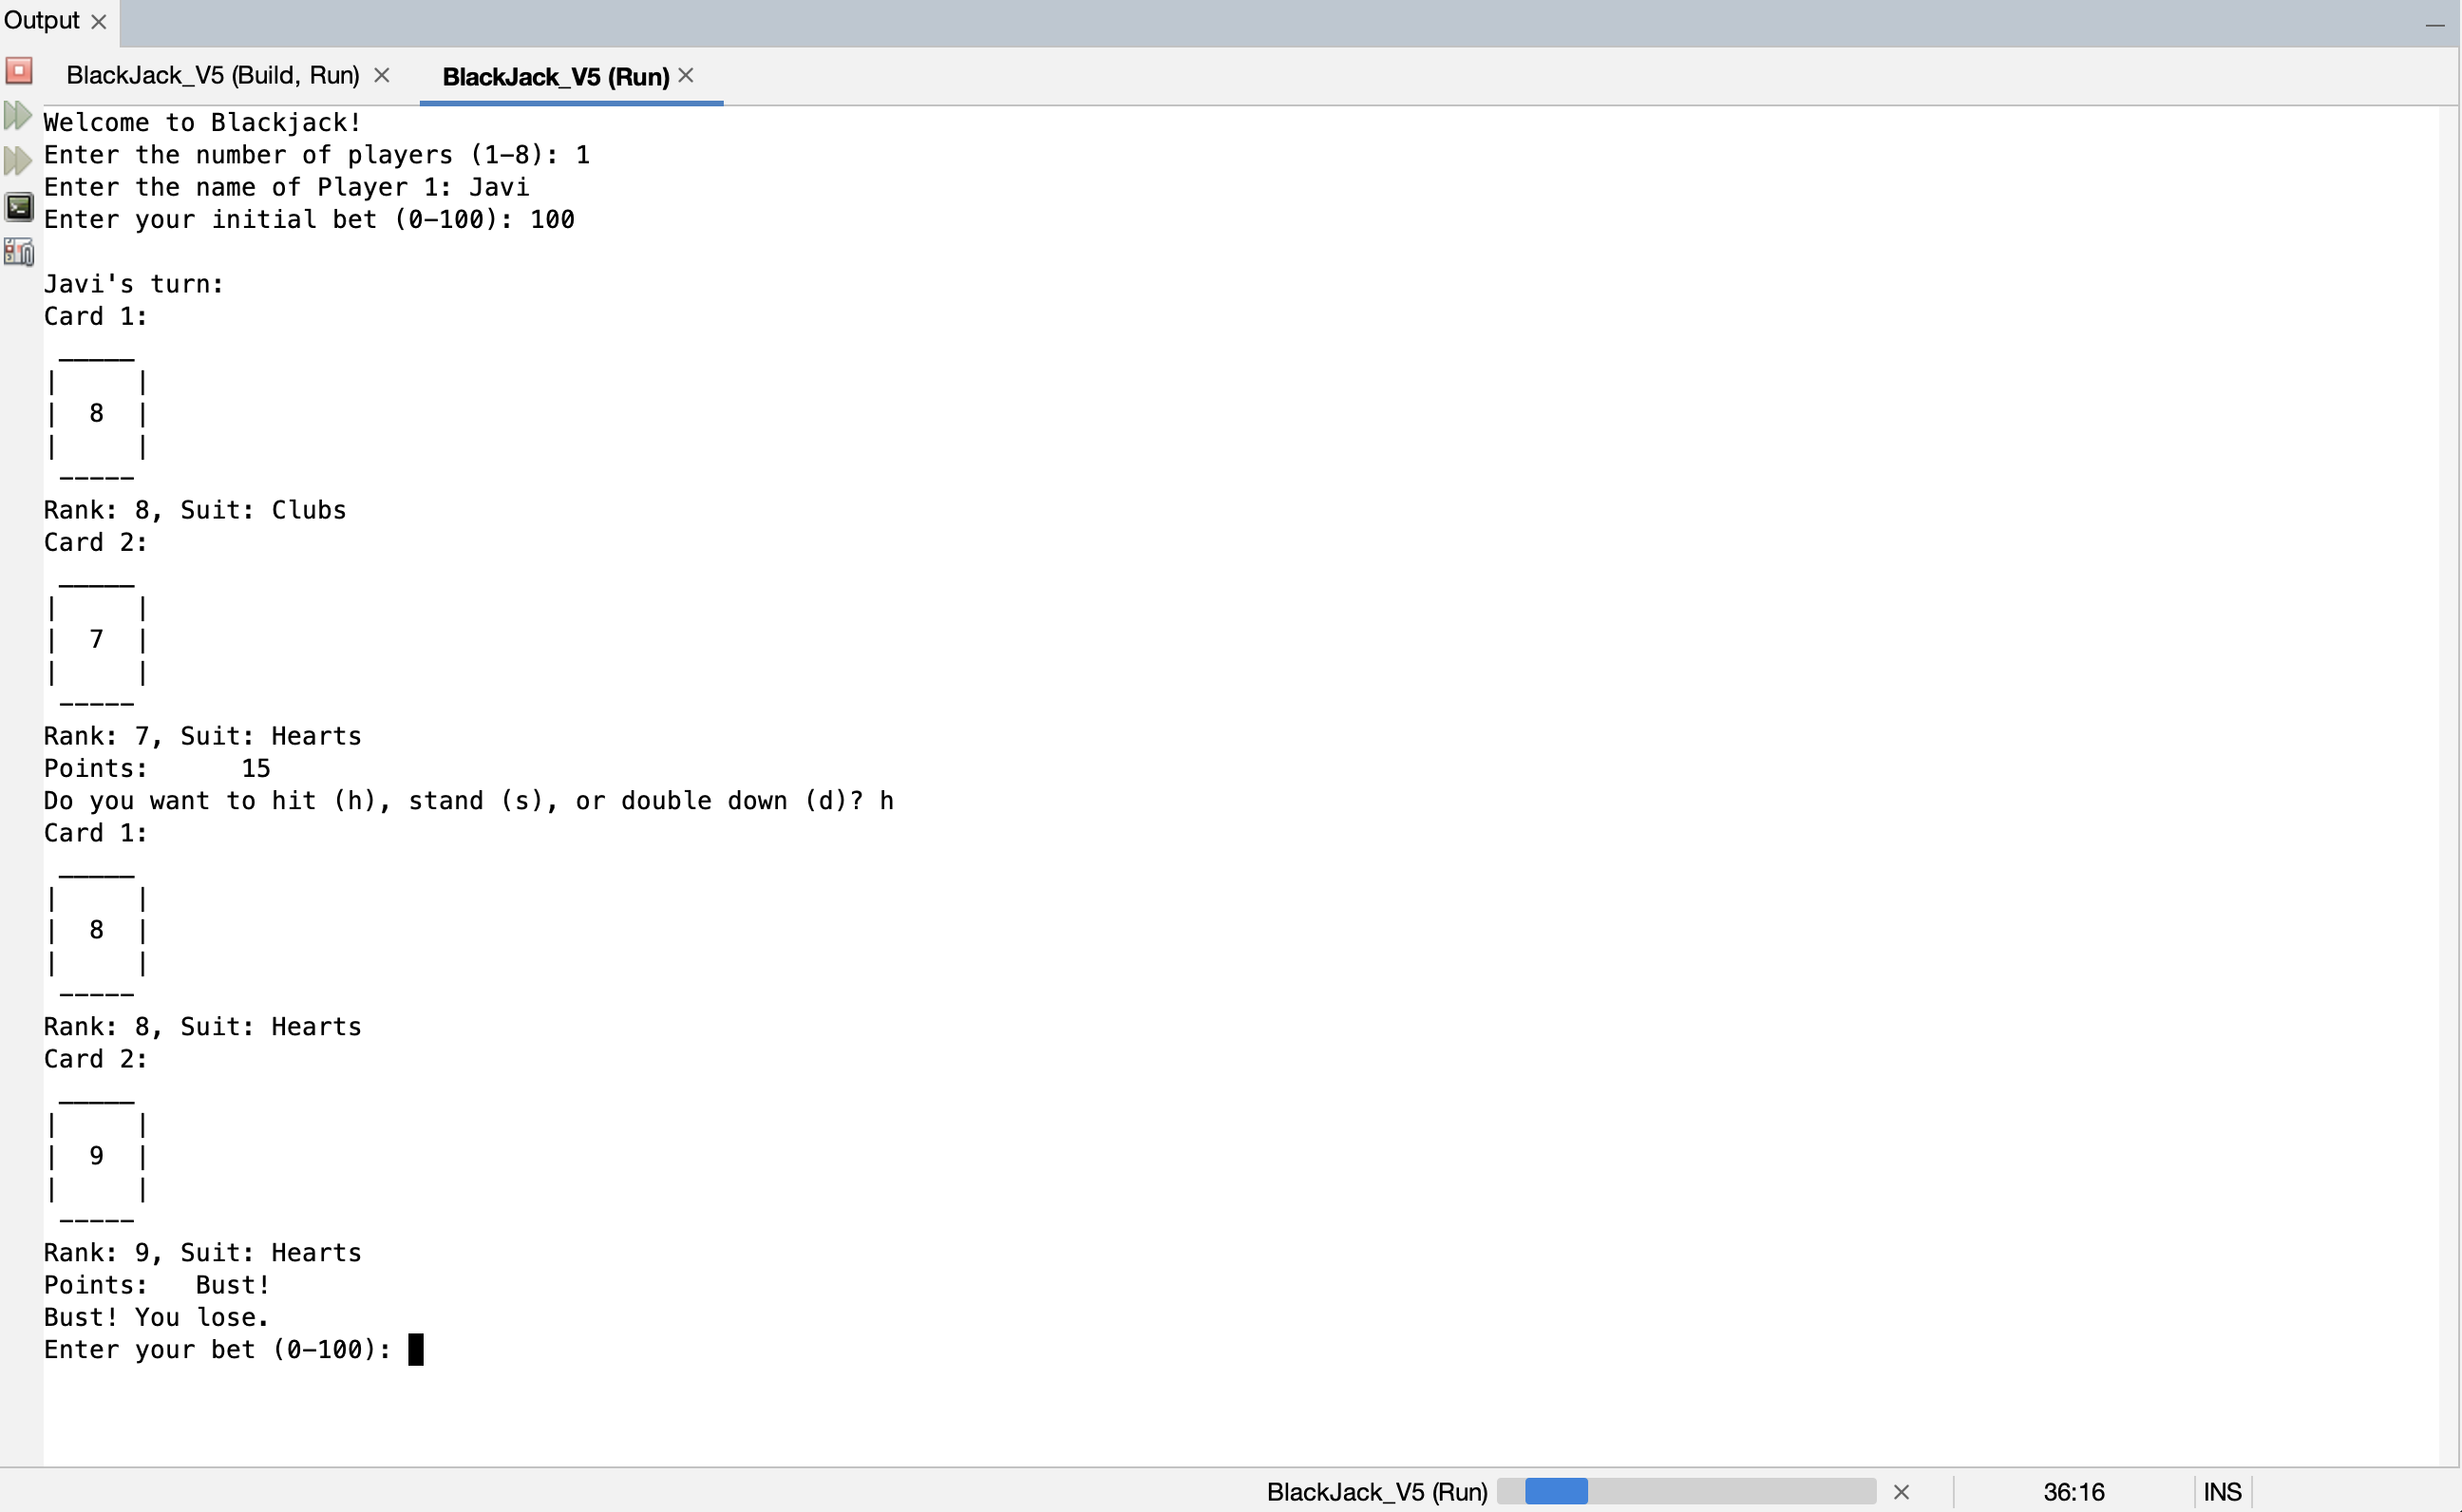 Output
BlackJack_V5 (Build, Run)
BlackJack_V5 (Run)
Welcome to Blackjack!
Enter the number of players (1-8): 1
Enter the name of Player 1: Javi
Enter your initial bet (0-100): 100
Javi's turn:
Card 1:
 _____
|     |
|  8  |
|     |
 -----
Rank: 8, Suit: Clubs
Card 2:
 _____
|     |
|  7  |
|     |
 -----
Rank: 7, Suit: Hearts
Points:      15
Do you want to hit (h), stand (s), or double down (d)? h
Card 1:
 _____
|     |
|  8  |
|     |
 -----
Rank: 8, Suit: Hearts
Card 2:
 _____
|     |
|  9  |
|     |
 -----
Rank: 9, Suit: Hearts
Points:   Bust!
Bust! You lose.
Enter your bet (0-100):
BlackJack_V5 (Run)
36:16
INS